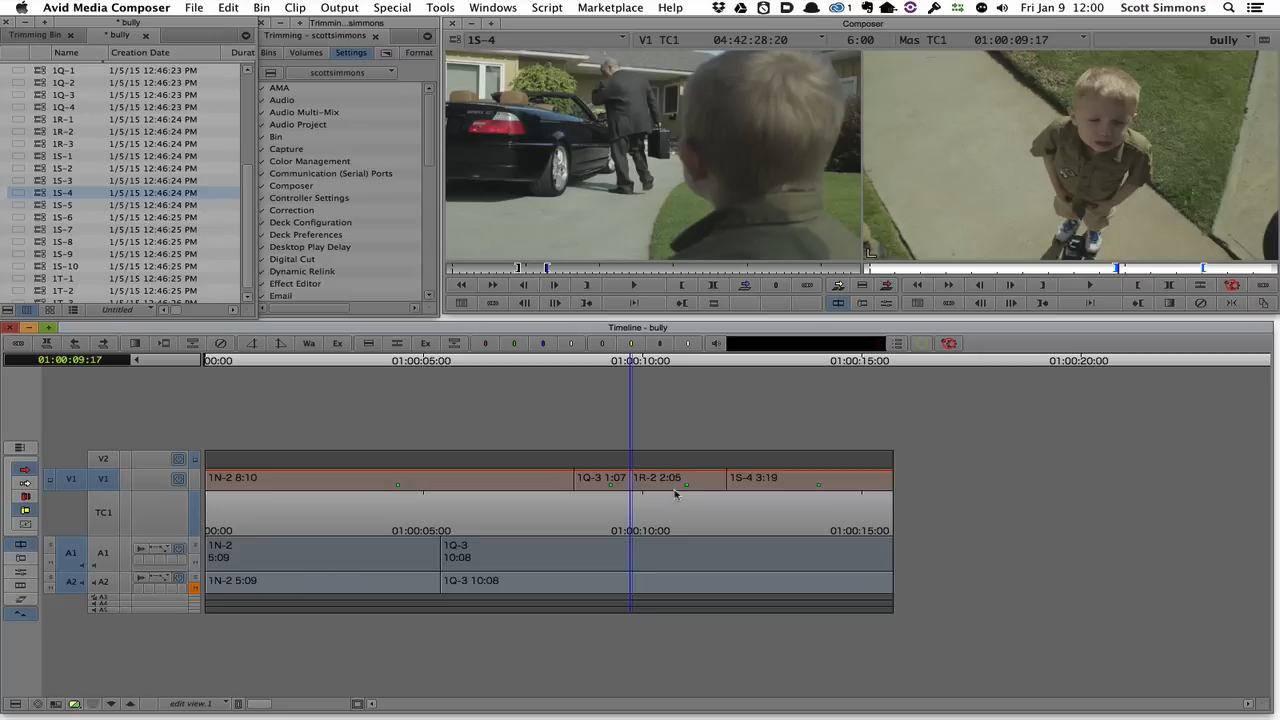 Avid Media Composer File Edit Bin Clip Output Special Tools Windows Script Marketplace Help 1 Fri Jan 9 12:00 Scott Simmons
* bully
Trimming Bin * bully
Name Creation Date Durat
1Q-1 1/5/15 12:46:23 PM
1Q-2 1/5/15 12:46:23 PM
1Q-3 1/5/15 12:46:23 PM
1Q-4 1/5/15 12:46:23 PM
1R-1 1/5/15 12:46:24 PM
1R-2 1/5/15 12:46:24 PM
1R-3 1/5/15 12:46:24 PM
1S-1 1/5/15 12:46:24 PM
1S-2 1/5/15 12:46:24 PM
1S-3 1/5/15 12:46:24 PM
1S-4 1/5/15 12:46:24 PM
1S-5 1/5/15 12:46:24 PM
1S-6 1/5/15 12:46:25 PM
1S-7 1/5/15 12:46:25 PM
1S-8 1/5/15 12:46:25 PM
1S-9 1/5/15 12:46:25 PM
1S-10 1/5/15 12:46:25 PM
1T-1 1/5/15 12:46:25 PM
1T-2 1/5/15 12:46:25 PM
Untitled
Trimmin...simmons
Trimming - scottsimmons
Bins Volumes Settings Format
scottsimmons
AMA
Audio
Audio Multi-Mix
Audio Project
Bin
Capture
Color Management
Communication (Serial) Ports
Composer
Controller Settings
Correction
Deck Configuration
Deck Preferences
Desktop Play Delay
Digital Cut
Dynamic Relink
Effect Editor
Email
Composer
1S-4 V1 TC1 04:42:28:20 6:00 Mas TC1 01:00:09:17 bully
Timeline - bully
Wa Ex Ex
01:00:09:17 00:00 01:00:05:00 01:00:10:00 01:00:15:00 01:00:20:00
V2
V1 V1 1N-2 8:10 1Q-3 1:07 1R-2 2:05 1S-4 3:19
TC1
00:00 01:00:05:00 01:00:10:00 01:00:15:00
A1 A1 1N-2 5:09 1Q-3 10:08
A2 A2 1N-2 5:09 1Q-3 10:08
A3
A4
A5
edit view.1